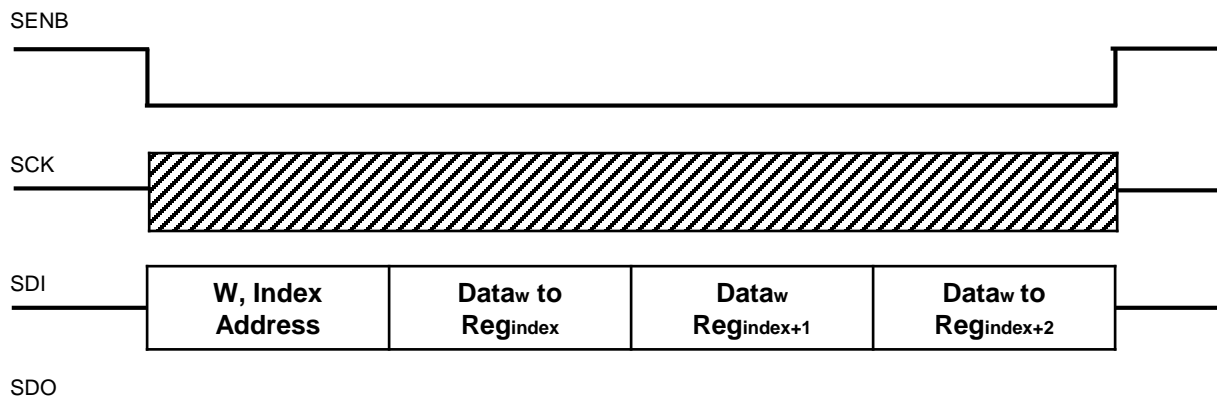 SENB
SCK
SDI
W, Index
Address
Dataw to
Regindex
Dataw
Regindex+1
Dataw to
Regindex+2
SDO